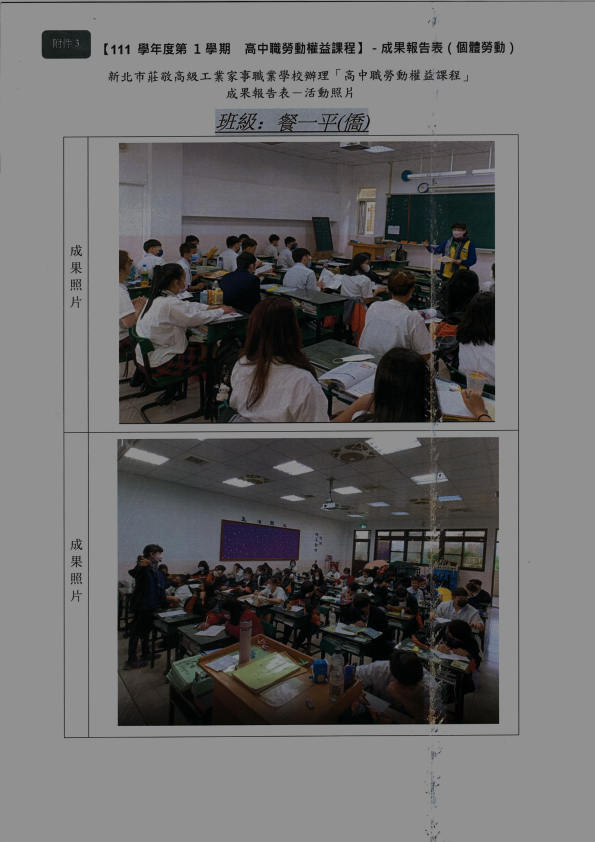 附件 3
【111 學年度第 1 學期 高中職勞動權益課程】－成果報告表（個體勞動）
新北市莊敬高級工業家事職業學校辦理「高中職勞動權益課程」
成果報告表－活動照片
班級：餐一平(僑)
成果照片
成果照片